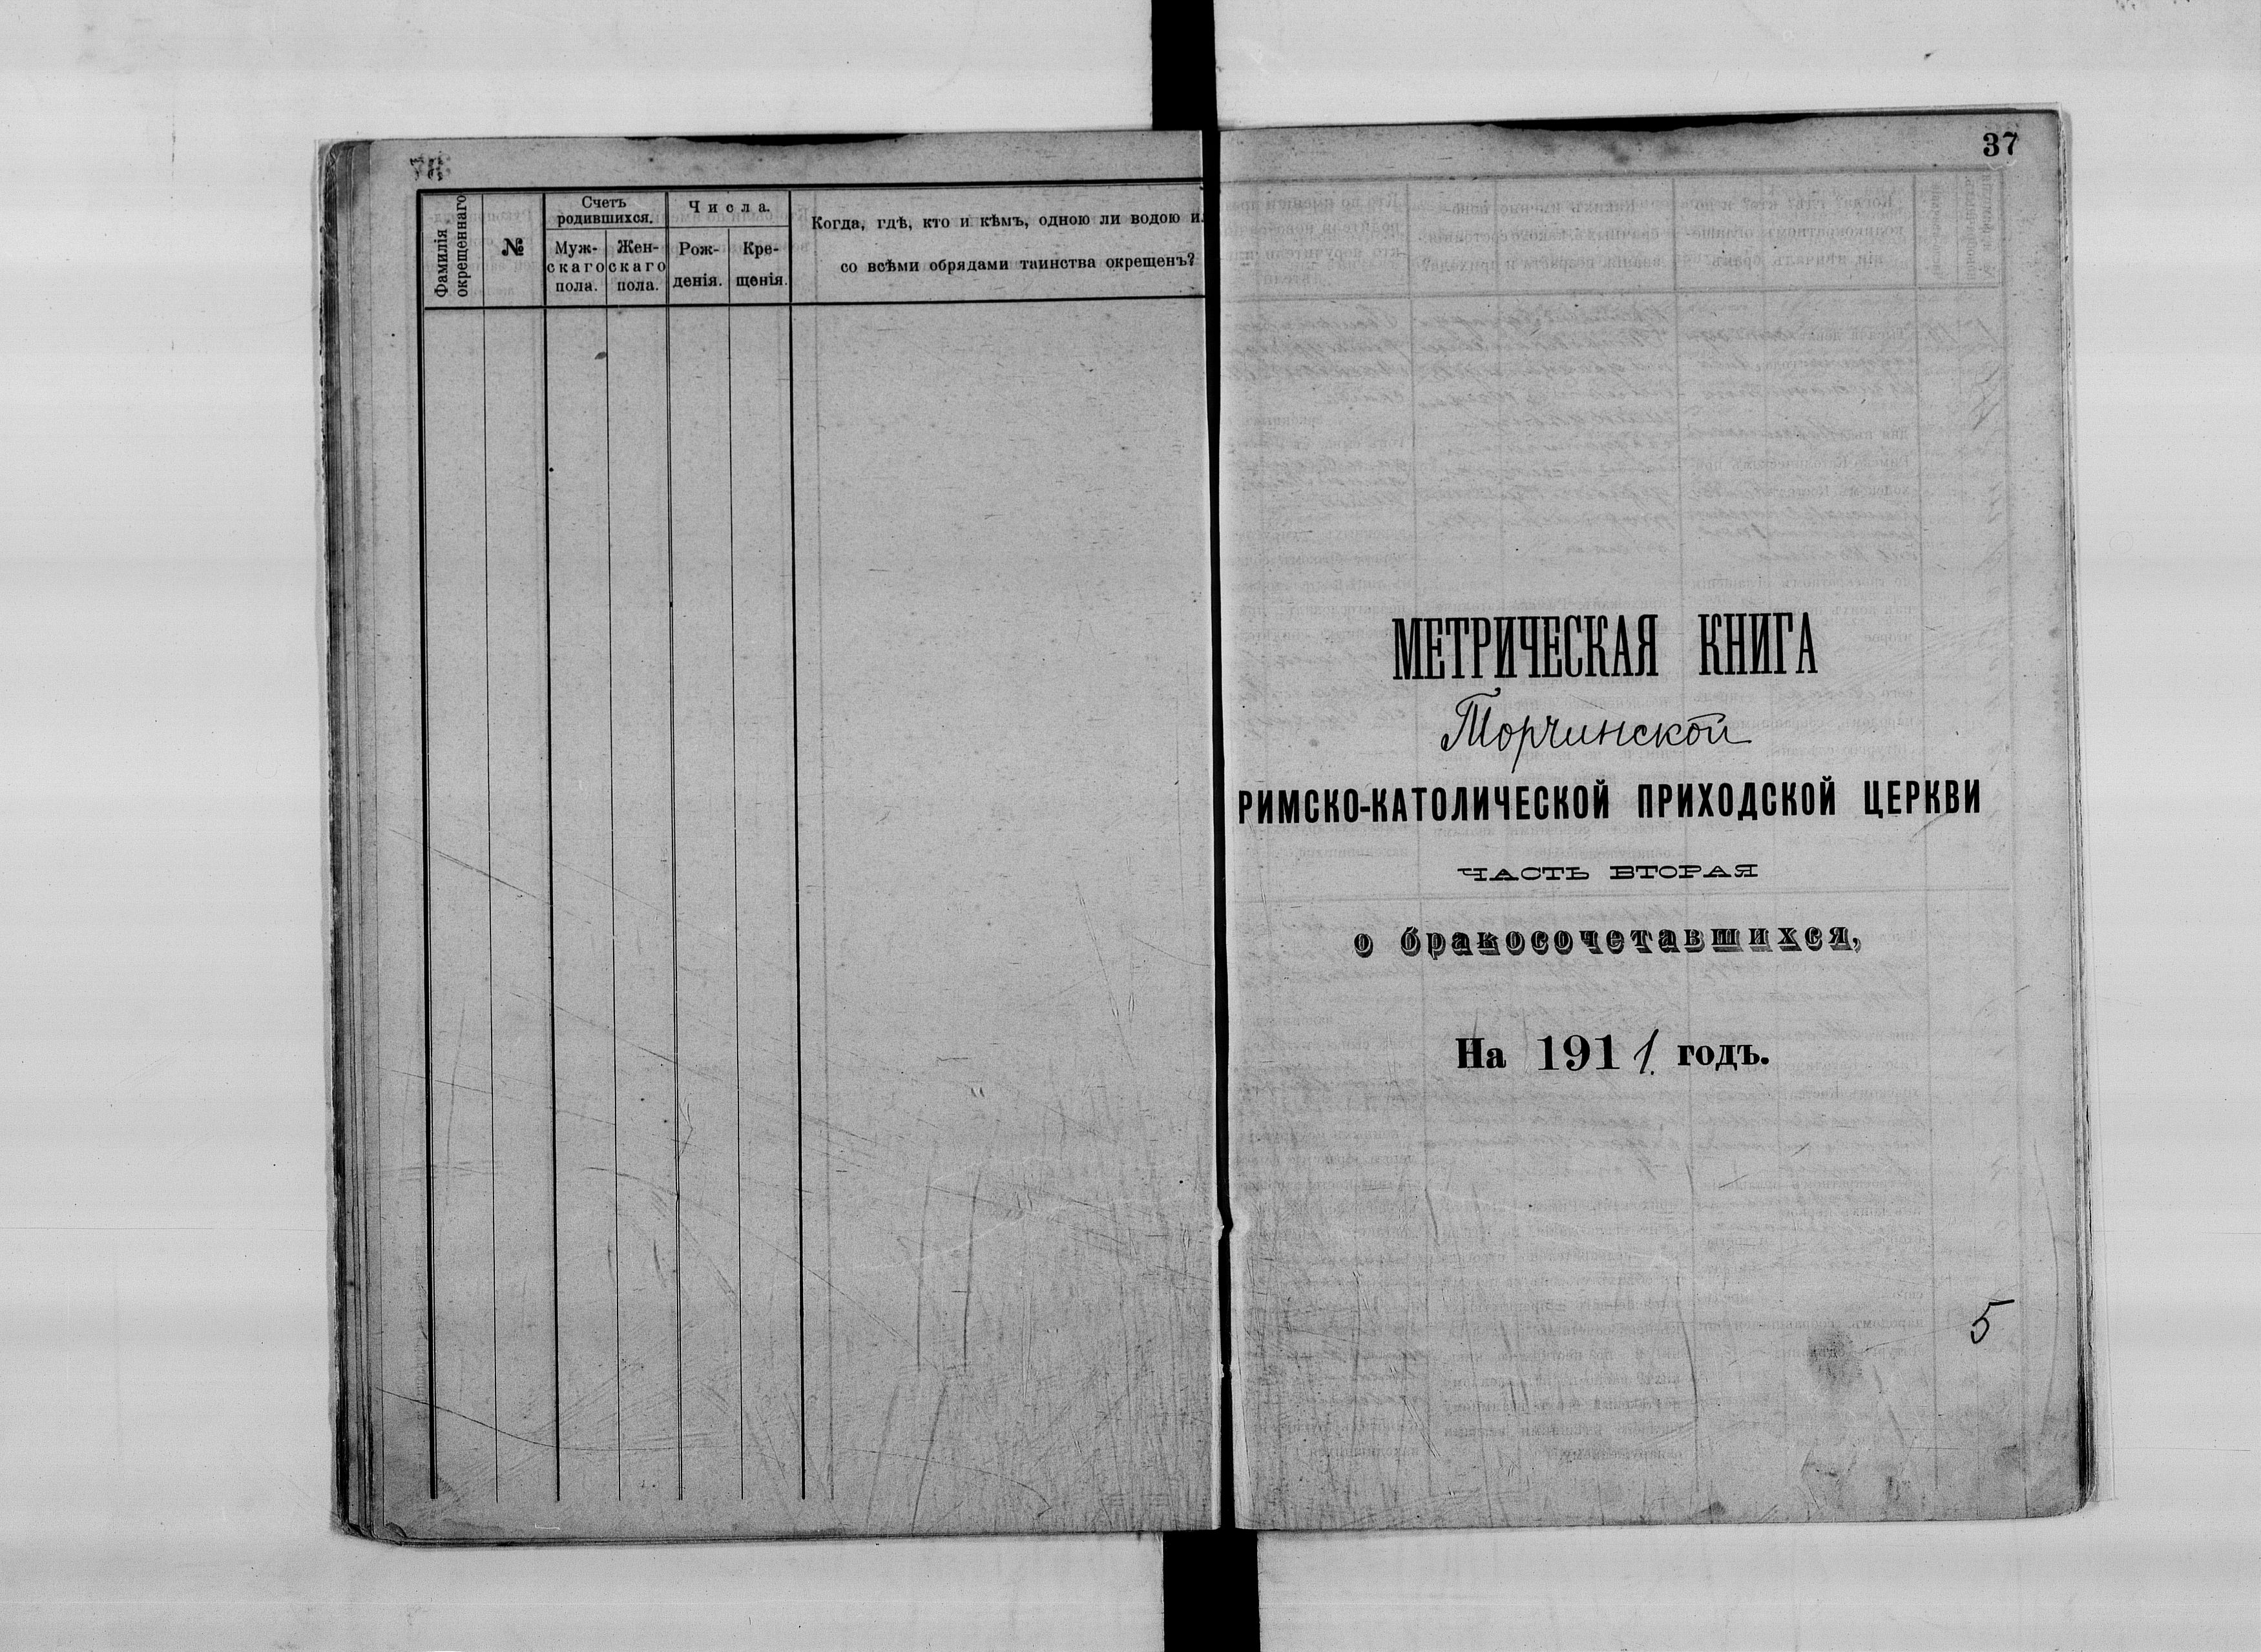 Фамилія
окрещеннаго
№
Счетъ
родившихся.
Муж-
скаго
пола.
Жен-
скаго
пола.
Числа.
Рож-
денія.
Кре-
щенія.
Когда, гдѣ, кто и кѣмъ, одною ли водою и
со всѣми обрядами таинства окрещенъ?
37
МЕТРИЧЕСКАЯ КНИГА
Торчинской
РИМСКО-КАТОЛИЧЕСКОЙ ПРИХОДСКОЙ ЦЕРКВИ
ЧАСТЬ ВТОРАЯ
о бракосочетавшихся,
На 1911. годъ.
5